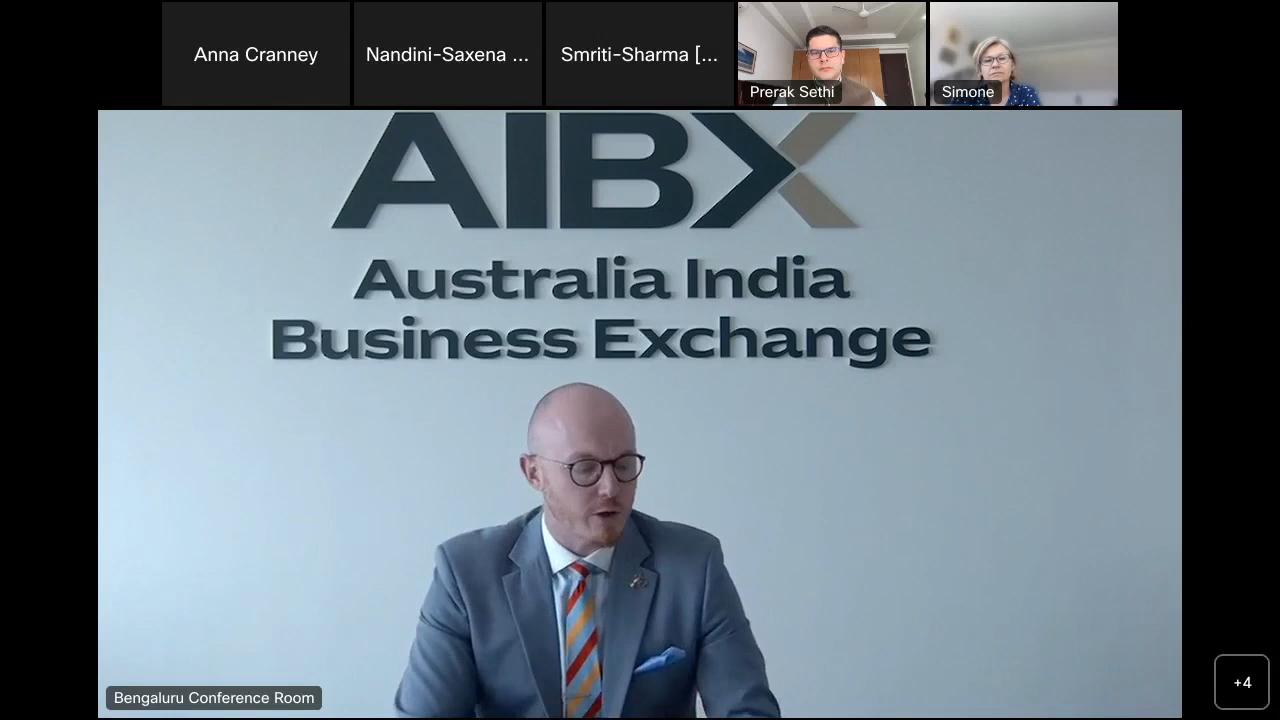 Anna Cranney
Nandini-Saxena ...
Smriti-Sharma [...
Prerak Sethi
Simone
AIBX
Australia India
Business Exchange
Bengaluru Conference Room
+4